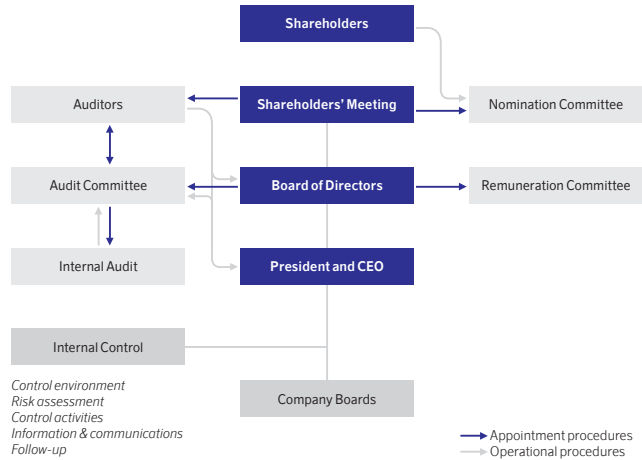 Shareholders
Auditors
Shareholders’ Meeting
Nomination Committee
Audit Committee
Board of Directors
Remuneration Committee
Internal Audit
President and CEO
Internal Control
Control environment
Risk assessment
Control activities
Information & communications
Follow-up
Company Boards
Appointment procedures
Operational procedures